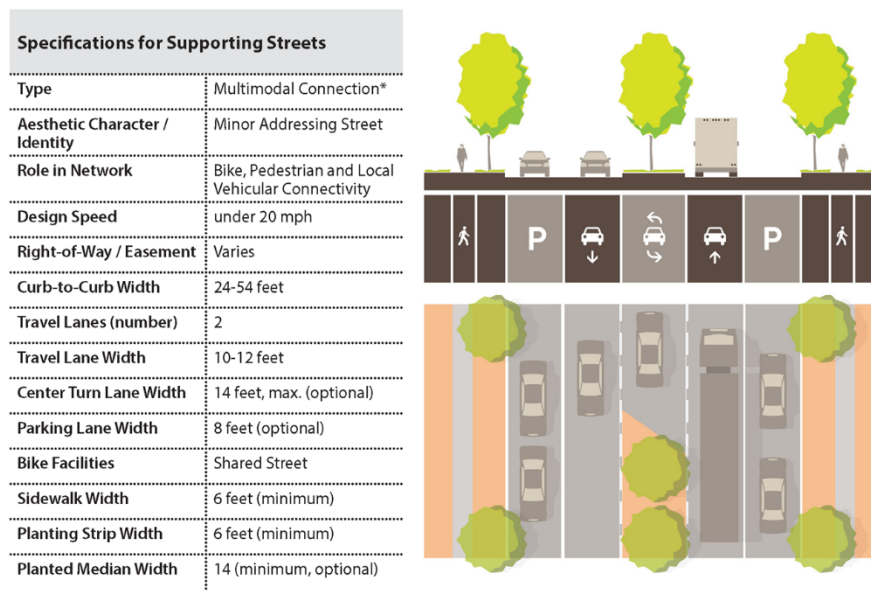 Specifications for Supporting Streets
Type Multimodal Connection*
Aesthetic Character / Minor Addressing Street
Identity
Role in Network Bike, Pedestrian and Local
Vehicular Connectivity
Design Speed under 20 mph
Right-of-Way / Easement Varies
Curb-to-Curb Width 24-54 feet
Travel Lanes (number) 2
Travel Lane Width 10-12 feet
Center Turn Lane Width 14 feet, max. (optional)
Parking Lane Width 8 feet (optional)
Bike Facilities Shared Street
Sidewalk Width 6 feet (minimum)
Planting Strip Width 6 feet (minimum)
Planted Median Width 14 (minimum, optional)
P P